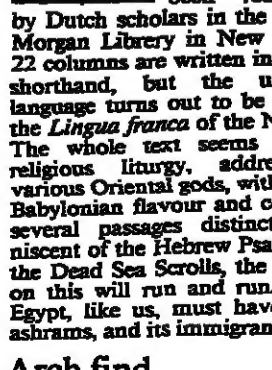 by Dutch scholars in the
Morgan Librery in New
22 columns are written in
shorthand, but the u
language turns out to be
the Lingua franca of the N
The whole text seems
religious liturgy, addre
various Oriental gods, with
Babylonian flavour and c
several passages distinct
niscent of the Hebrew Psa
the Dead Sea Scrolls, the
on this will run and run.
Egypt, like us, must have
ashrams, and its immigran
Arab find